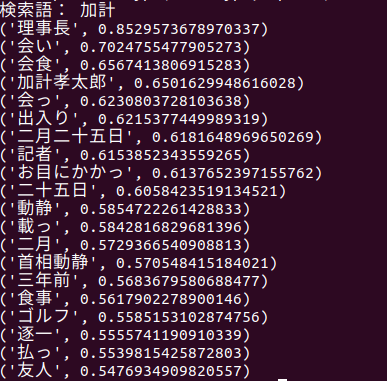 検索語： 加計
('理事長', 0.8529573678970337)
('会い', 0.7024755477905273)
('会食', 0.6567413806915283)
('加計孝太郎', 0.6501629948616028)
('会っ', 0.6230803728103638)
('出入り', 0.6215377449989319)
('二月二十五日', 0.6181648969650269)
('記者', 0.6153852343559265)
('お目にかかっ', 0.6137652397155762)
('二十五日', 0.6058423519134521)
('動静', 0.5854722261428833)
('載っ', 0.5842816829681396)
('二月', 0.5729366540908813)
('首相動静', 0.570548415184021)
('三年前', 0.5683679580688477)
('食事', 0.5617902278900146)
('ゴルフ', 0.5585153102874756)
('逐一', 0.5555741190910339)
('払っ', 0.5539815425872803)
('友人', 0.5476934909820557)